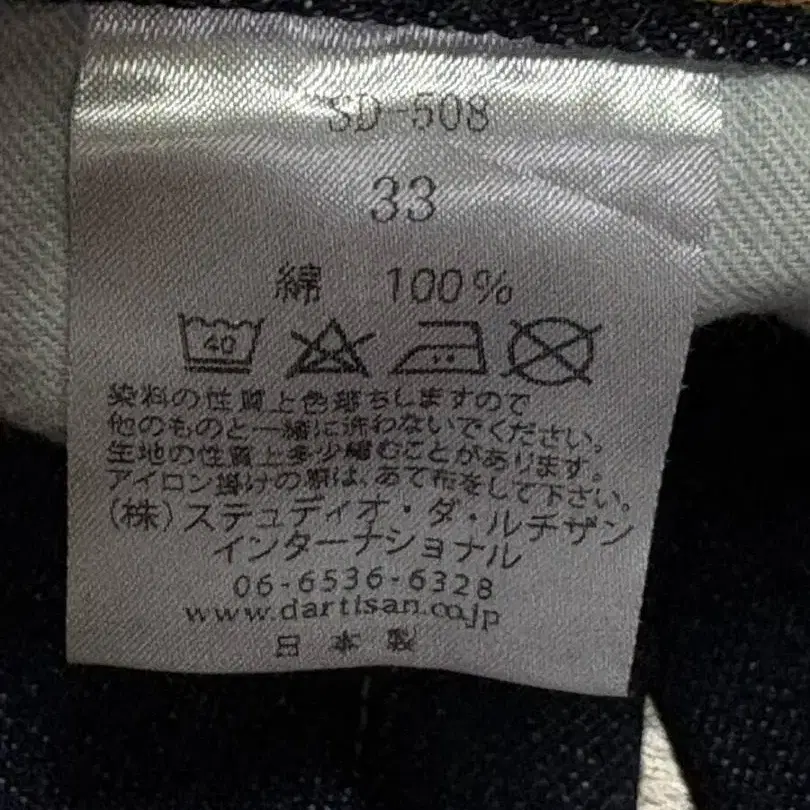 SD-508
33
綿 100%
40
染料の性質上色落ちしますので
他のものと一緒に洗わないでください。
生地の性質上多少縮むことがあります。
アイロン掛けの際は、あて布をして下さい。
(株)ステュディオ・ダ・ルチザン
インターナショナル
06-6536-6328
www.dartisan.co.jp
日本製